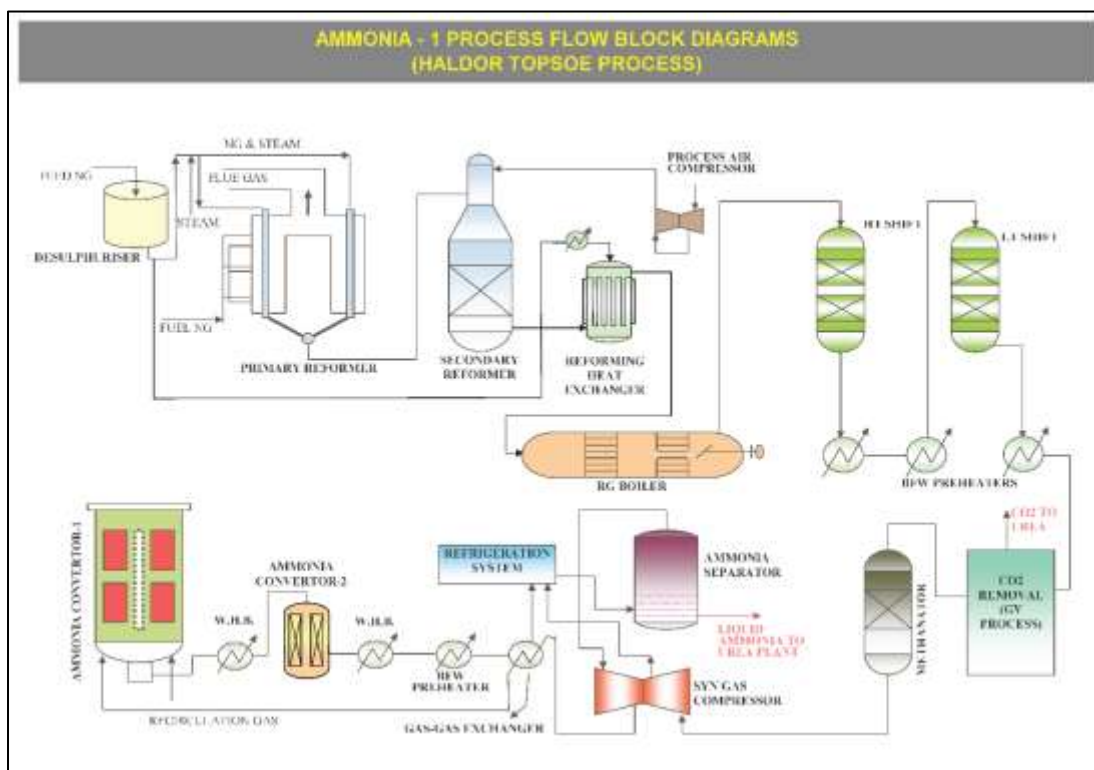 AMMONIA - 1 PROCESS FLOW BLOCK DIAGRAMS
(HALDOR TOPSOE PROCESS)
NG & STEAM
FLUE GAS
STEAM
DESULPHURISER
FUEL NG
PRIMARY REFORMER
SECONDARY
REFORMER
PROCESS AIR
COMPRESSOR
REFORMING
HEAT
EXCHANGER
RG BOILER
HT SHIFT
LT SHIFT
BFW PREHEATERS
CO2 TO
UREA
CO2
REMOVAL
(GV
PROCESS)
METHANATOR
AMMONIA
SEPARATOR
LIQUID
AMMONIA TO
UREA PLANT
SYN GAS
COMPRESSOR
REFRIGERATION
SYSTEM
AMMONIA CONVERTOR-1
AMMONIA
CONVERTOR-2
W.H.B.
W.H.B.
BFW
PREHEATER
GAS-GAS EXCHANGER
RECIRCULATION GAS